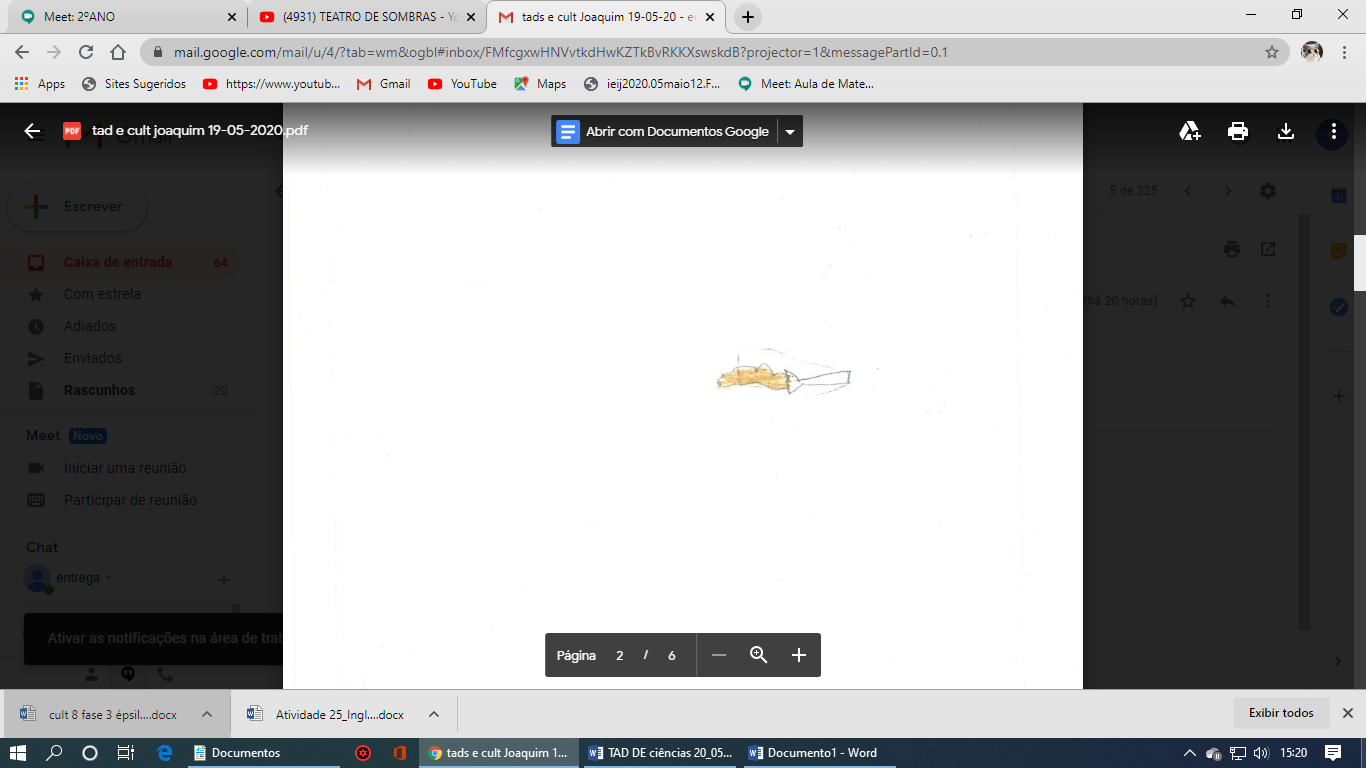 Meet: 2ºANO
(4931) TEATRO DE SOMBRAS - Yo
tads e cult Joaquim 19-05-20 - en
mail.google.com/mail/u/4/?tab=wm&ogbl#inbox/FMfcgxwHNVvtkdHwKZTkBvRKKXswskdB?projector=1&messagePartId=0.1
Apps
Sites Sugeridos
https://www.youtub...
Gmail
YouTube
Maps
ieij2020.05maio12.F...
Meet: Aula de Mate...
PDF
tad e cult joaquim 19-05-2020.pdf
Abrir com Documentos Google
Escrever
5 de 325
Caixa de entrada 64
Com estrela
(há 20 horas)
Adiados
Enviados
Rascunhos 20
Meet Novo
Iniciar uma reunião
Participar de reunião
Chat
entrega
Ativar as notificações na área de trab
Página 2 / 6
cult 8 fase 3 épsil....docx
Atividade 25_Ingl....docx
Exibir todos
Documentos
tads e cult Joaquim 1...
TAD DE ciências 20_05...
Documento1 - Word
15:20